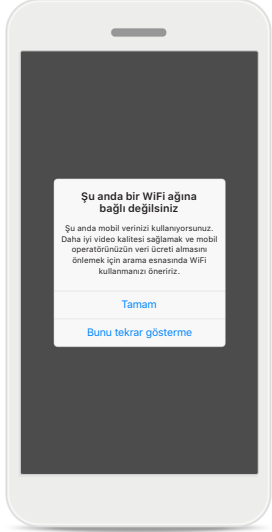 Şu anda bir WiFi ağına
bağlı değilsiniz
Şu anda mobil verinizi kullanıyorsunuz.
Daha iyi video kalitesi sağlamak ve mobil
operatörünüzün veri ücreti almasını
önlemek için arama esnasında WiFi
kullanmanızı öneririz.
Tamam
Bunu tekrar gösterme